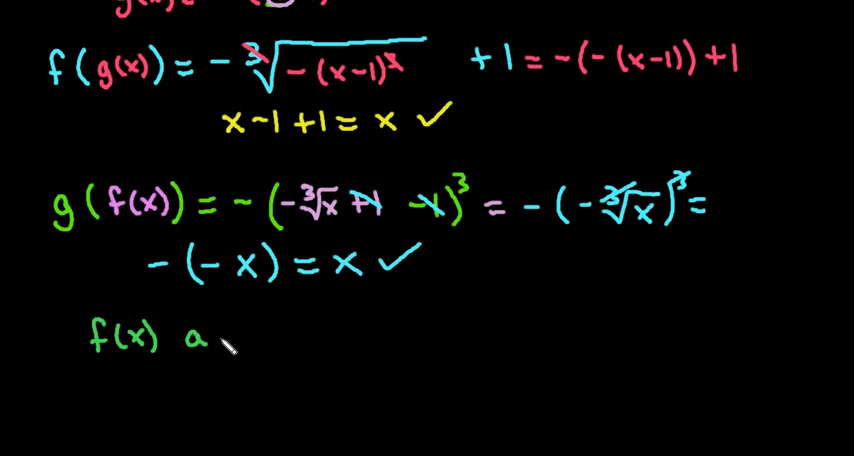 f(g(x)) = -∛(-(x-1)³) +1 = -(-(x-1))+1
x-1+1 = x ✓
g(f(x)) = -(-∛x +1 -1)³ = -(-∛x)³ =
-(-x) = x ✓
f(x) a